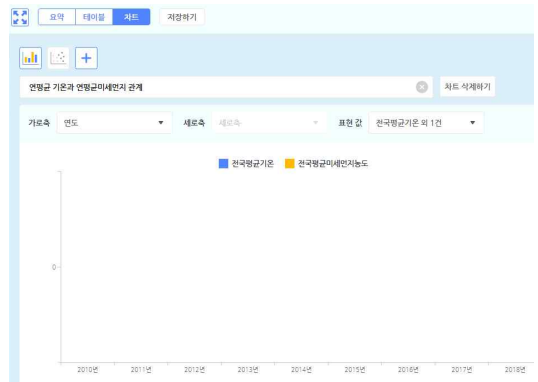 요약 테이블 차트 저장하기
연평균 기온과 연평균미세먼지 관계 차트 삭제하기
가로축 연도 세로축 세로축 표현 값 전국평균기온 외 1건
전국평균기온 전국평균미세먼지농도
0
2010년 2011년 2012년 2013년 2014년 2015년 2016년 2017년 2018년